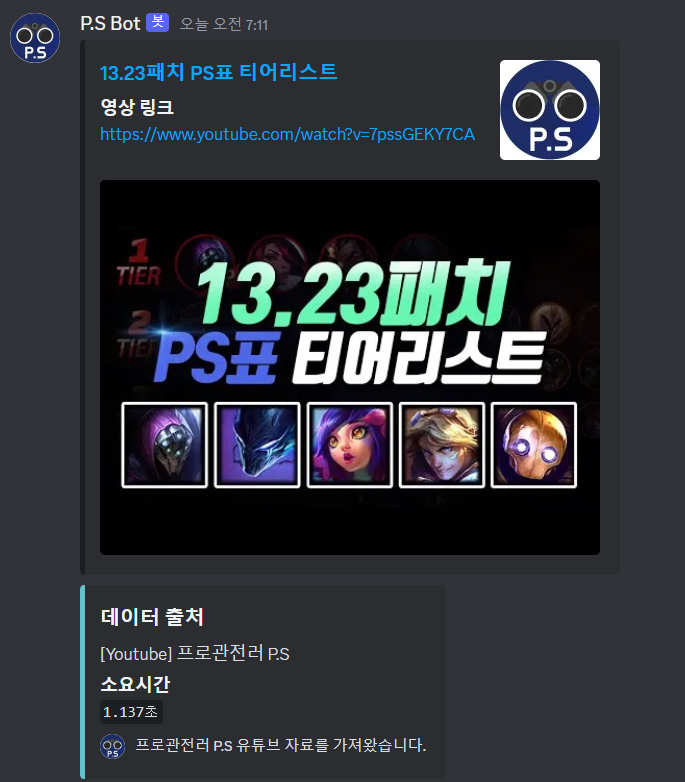 P.S
P.S Bot 봇 오늘 오전 7:11
13.23패치 PS표 티어리스트
영상 링크
https://www.youtube.com/watch?v=7pssGEKY7CA
P.S
1
TIER
13.23패치
2
TIER
PS표 티어리스트
데이터 출처
[Youtube] 프로관전러 P.S
소요시간
1.137초
P.S
프로관전러 P.S 유튜브 자료를 가져왔습니다.